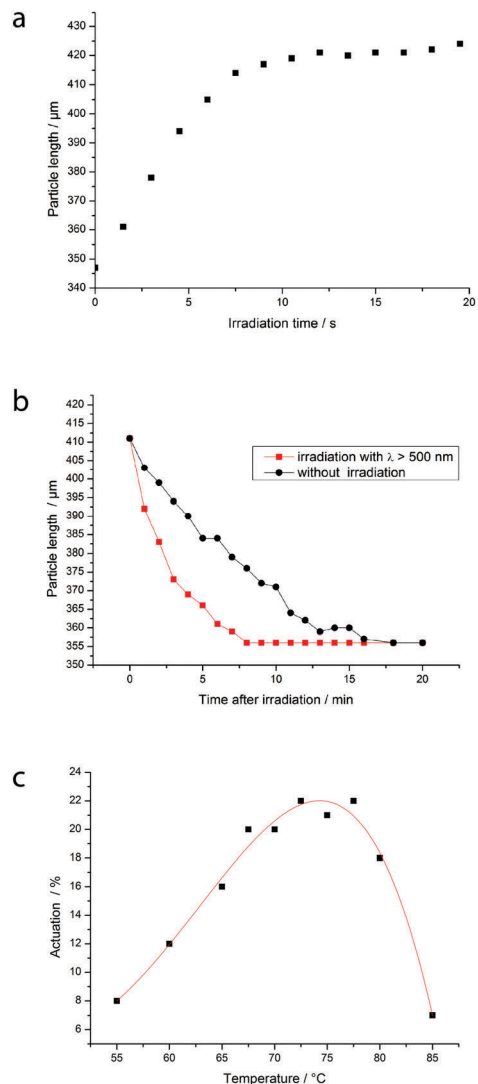 a
430
420
410
400
390
380
370
360
350
340
0 5 10 15 20
Particle length / µm
Irradiation time / s
b
420
415
410
405
400
395
390
385
380
375
370
365
360
355
350
0 5 10 15 20
Particle length / µm
irradiation with λ > 500 nm
without irradiation
Time after irradiation / min
c
24
22
20
18
16
14
12
10
8
6
55 60 65 70 75 80 85
Actuation / %
Temperature / °C